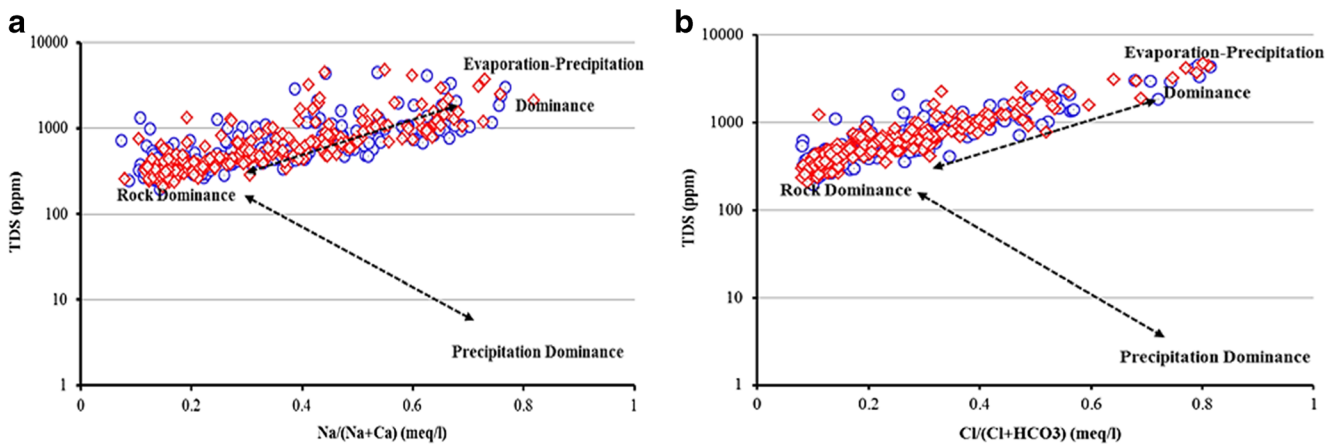 a
10000
1000
100
10
1
TDS (ppm)
Evaporation-Precipitation
Dominance
Rock Dominance
Precipitation Dominance
0
0.2
0.4
0.6
0.8
1
Na/(Na+Ca) (meq/l)
b
10000
1000
100
10
1
TDS (ppm)
Evaporation-Precipitation
Dominance
Rock Dominance
Precipitation Dominance
0
0.2
0.4
0.6
0.8
1
Cl/(Cl+HCO3) (meq/l)